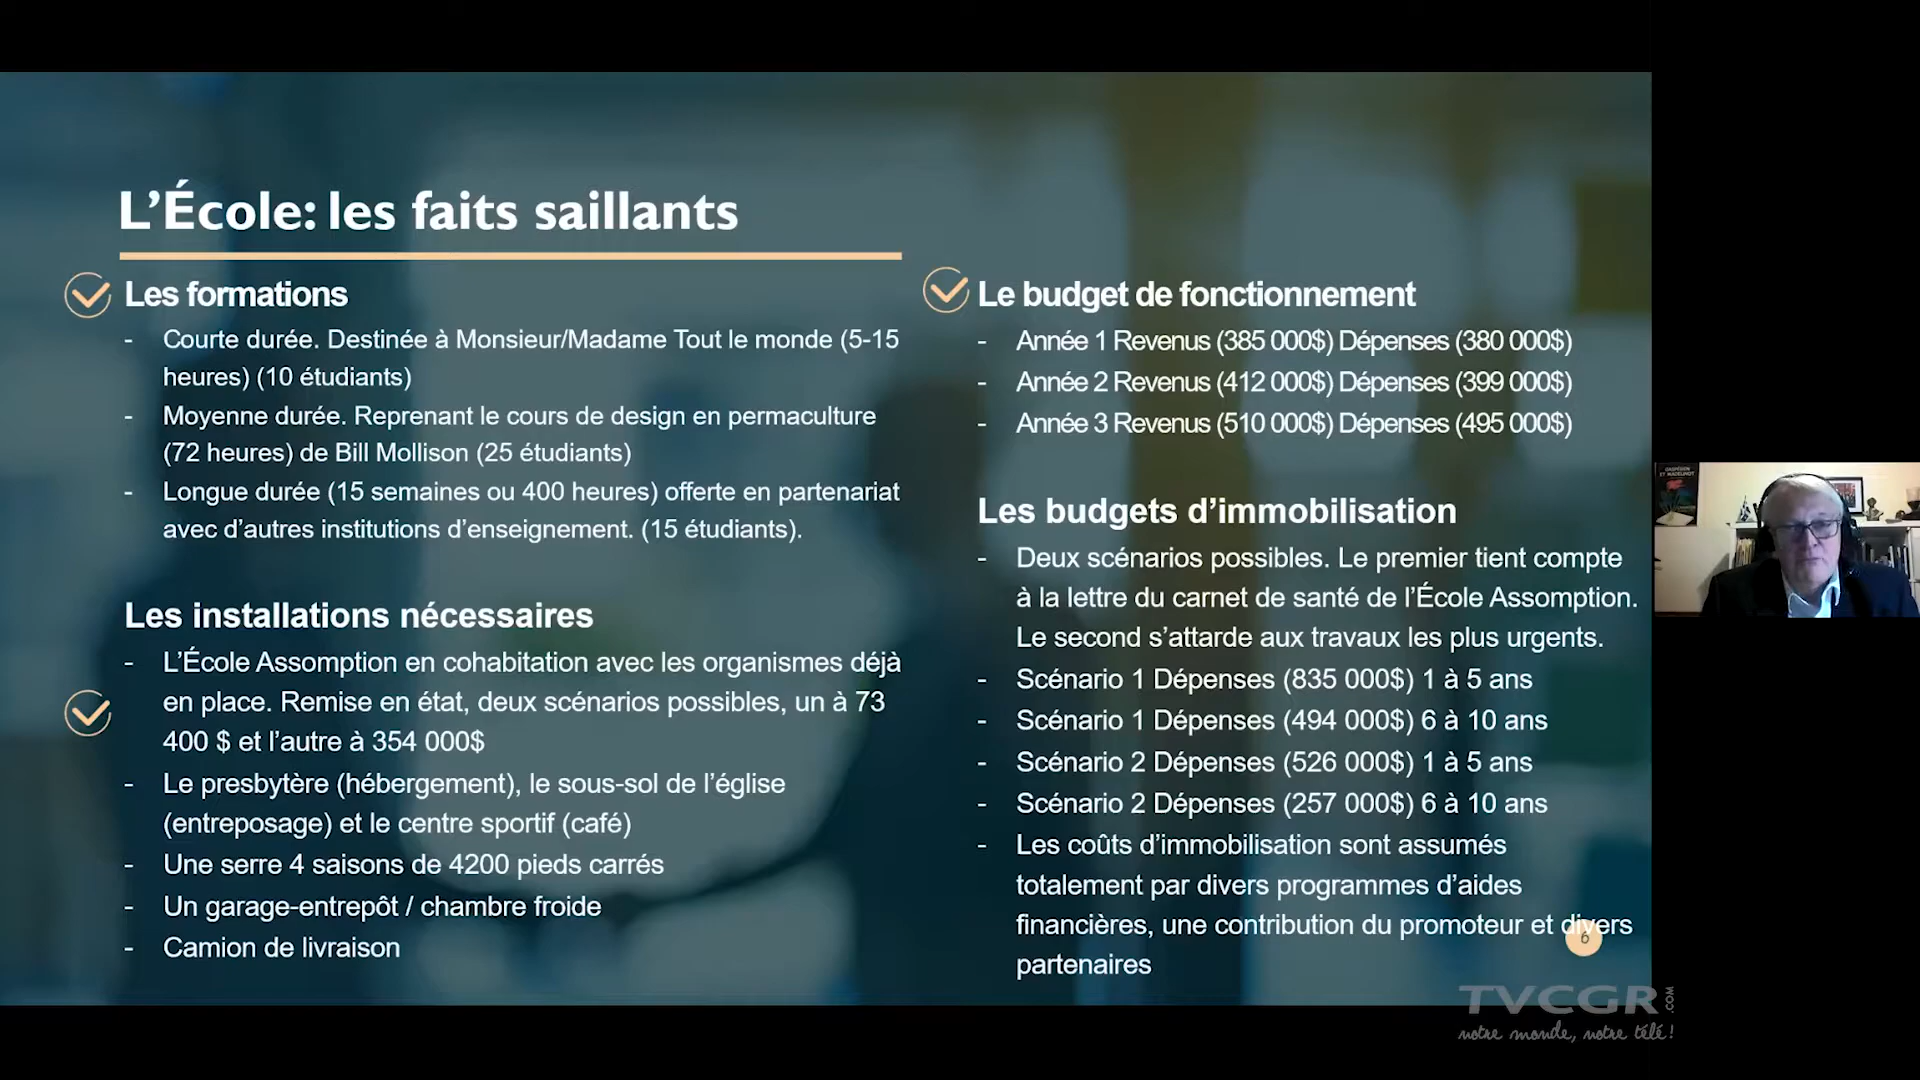 L’École: les faits saillants
Les formations
- Courte durée. Destinée à Monsieur/Madame Tout le monde (5-15
heures) (10 étudiants)
- Moyenne durée. Reprenant le cours de design en permaculture
(72 heures) de Bill Mollison (25 étudiants)
- Longue durée (15 semaines ou 400 heures) offerte en partenariat
avec d’autres institutions d’enseignement. (15 étudiants).
Les installations nécessaires
- L’École Assomption en cohabitation avec les organismes déjà
en place. Remise en état, deux scénarios possibles, un à 73
400 $ et l’autre à 354 000$
- Le presbytère (hébergement), le sous-sol de l’église
(entreposage) et le centre sportif (café)
- Une serre 4 saisons de 4200 pieds carrés
- Un garage-entrepôt / chambre froide
- Camion de livraison
Le budget de fonctionnement
- Année 1 Revenus (385 000$) Dépenses (380 000$)
- Année 2 Revenus (412 000$) Dépenses (399 000$)
- Année 3 Revenus (510 000$) Dépenses (495 000$)
Les budgets d’immobilisation
- Deux scénarios possibles. Le premier tient compte
à la lettre du carnet de santé de l’École Assomption.
Le second s’attarde aux travaux les plus urgents.
- Scénario 1 Dépenses (835 000$) 1 à 5 ans
- Scénario 1 Dépenses (494 000$) 6 à 10 ans
- Scénario 2 Dépenses (526 000$) 1 à 5 ans
- Scénario 2 Dépenses (257 000$) 6 à 10 ans
- Les coûts d’immobilisation sont assumés
totalement par divers programmes d’aides
financières, une contribution du promoteur et divers
partenaires
6
GASPÉSIEN
ET MADELINOT
TVCGR.COM
notre monde, notre télé!